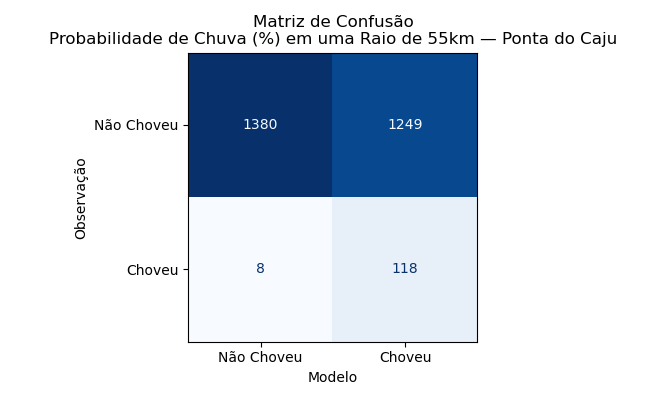 Matriz de Confusão
Probabilidade de Chuva (%) em uma Raio de 55km — Ponta do Caju
Não Choveu
1380
1249
Observação
Choveu
8
118
Não Choveu
Choveu
Modelo